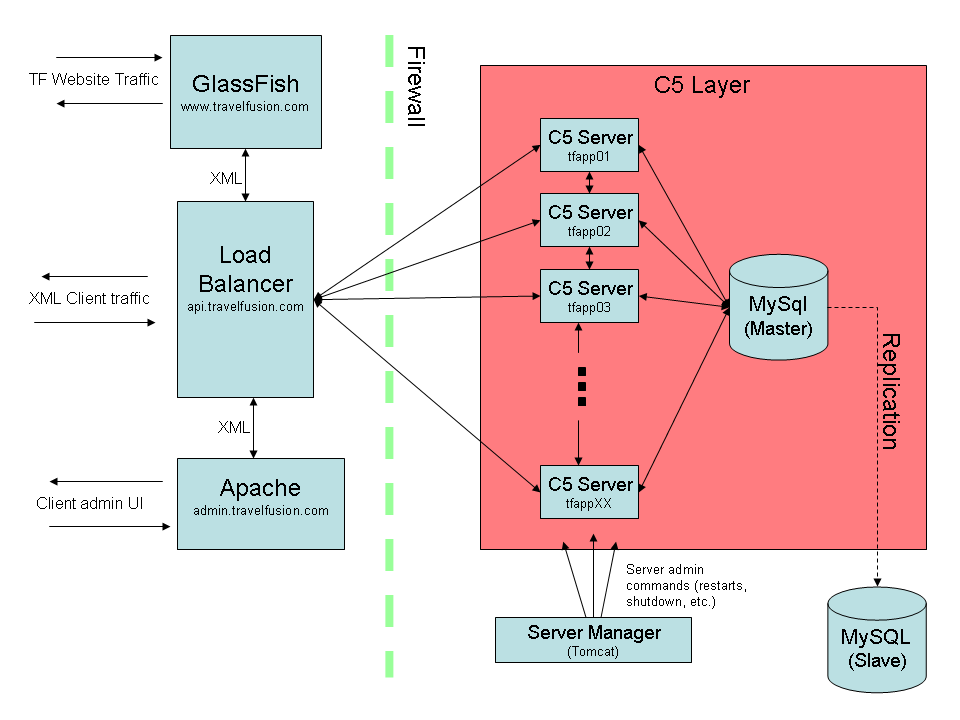 TF Website Traffic
GlassFish
www.travelfusion.com
XML
Load
Balancer
api.travelfusion.com
XML Client traffic
XML
Apache
admin.travelfusion.com
Client admin UI
Firewall
C5 Layer
C5 Server
tfapp01
C5 Server
tfapp02
C5 Server
tfapp03
C5 Server
tfappXX
MySql
(Master)
Replication
Server admin
commands (restarts,
shutdown, etc.)
Server Manager
(Tomcat)
MySQL
(Slave)